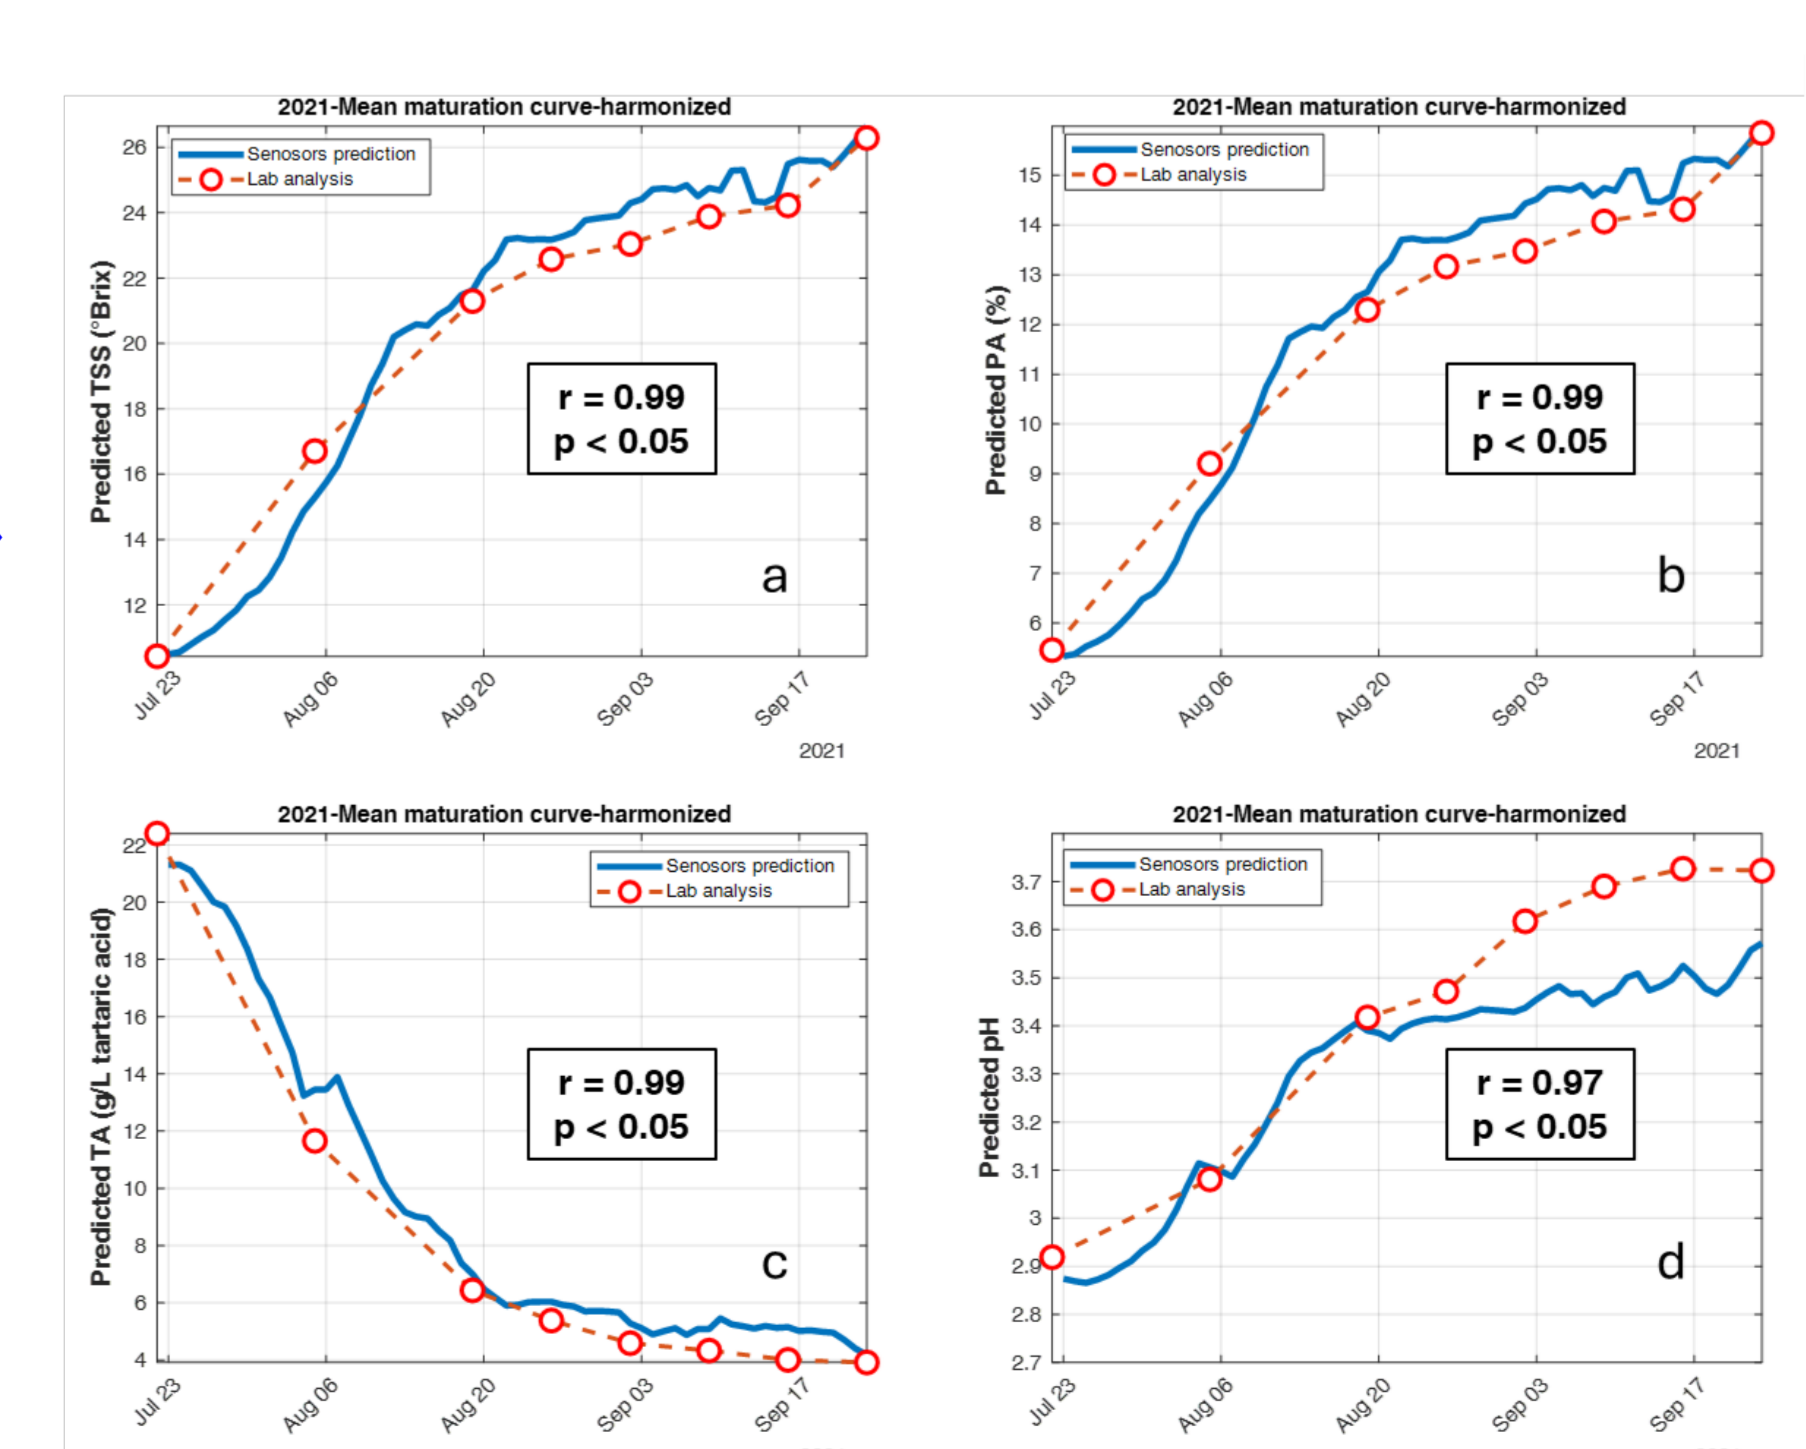 2021-Mean maturation curve-harmonized
Senosors prediction
Lab analysis
Predicted TSS (°Brix)
26
24
22
20
18
16
14
12
r = 0.99
p < 0.05
a
Jul 23
Aug 06
Aug 20
Sep 03
Sep 17
2021
2021-Mean maturation curve-harmonized
Senosors prediction
Lab analysis
Predicted PA (%)
15
14
13
12
11
10
9
8
7
6
r = 0.99
p < 0.05
b
Jul 23
Aug 06
Aug 20
Sep 03
Sep 17
2021
2021-Mean maturation curve-harmonized
Senosors prediction
Lab analysis
Predicted TA (g/L tartaric acid)
22
20
18
16
14
12
10
8
6
4
r = 0.99
p < 0.05
c
Jul 23
Aug 06
Aug 20
Sep 03
Sep 17
2021-Mean maturation curve-harmonized
Senosors prediction
Lab analysis
Predicted pH
3.7
3.6
3.5
3.4
3.3
3.2
3.1
3
2.9
2.8
2.7
r = 0.97
p < 0.05
d
Jul 23
Aug 06
Aug 20
Sep 03
Sep 17